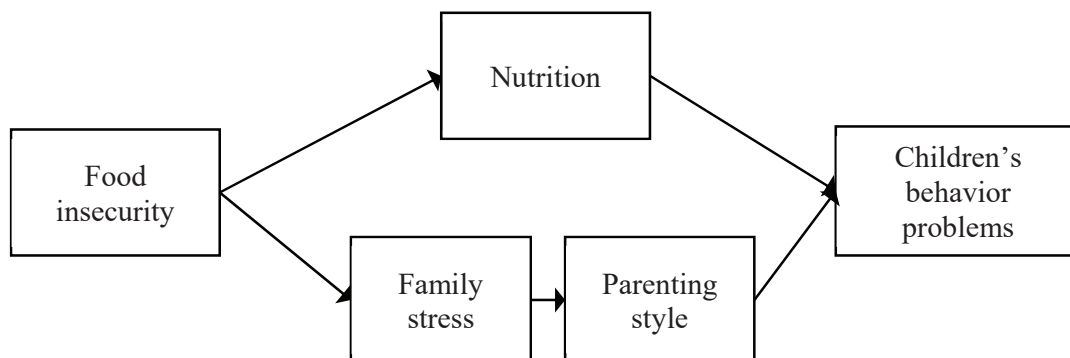 Nutrition
Food
insecurity
Children’s
behavior
problems
Family
stress
Parenting
style